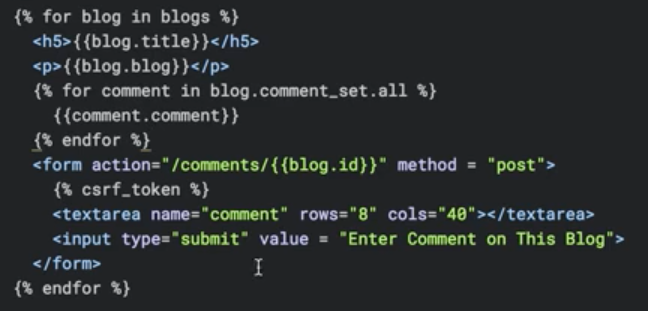 {% for blog in blogs %}
<h5>{{blog.title}}</h5>
<p>{{blog.blog}}</p>
{% for comment in blog.comment_set.all %}
{{comment.comment}}
{% endfor %}
<form action="/comments/{{blog.id}}" method = "post">
{% csrf_token %}
<textarea name="comment" rows="8" cols="40"></textarea>
<input type="submit" value = "Enter Comment on This Blog">
</form>
{% endfor %}